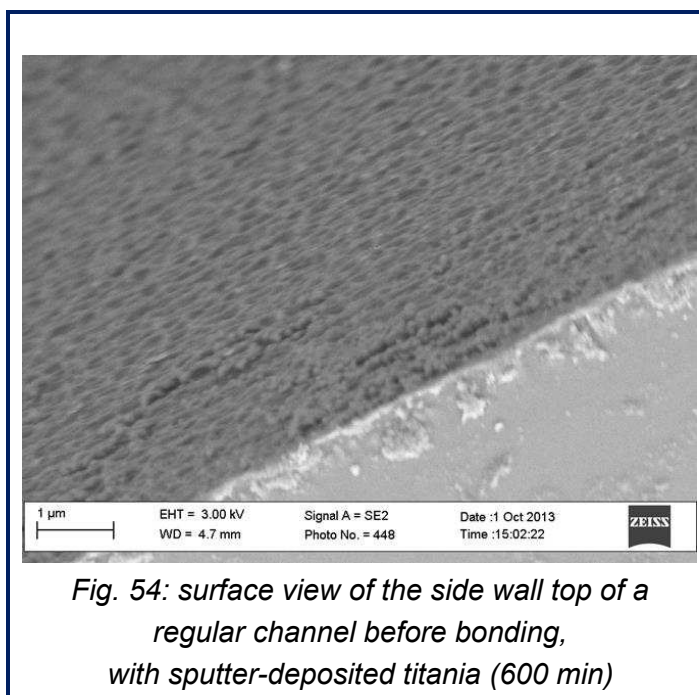 1 µm
EHT = 3.00 kV
Signal A = SE2
Date :1 Oct 2013
ZEISS
WD = 4.7 mm
Photo No. = 448
Time :15:02:22
Fig. 54: surface view of the side wall top of a
regular channel before bonding,
with sputter-deposited titania (600 min)